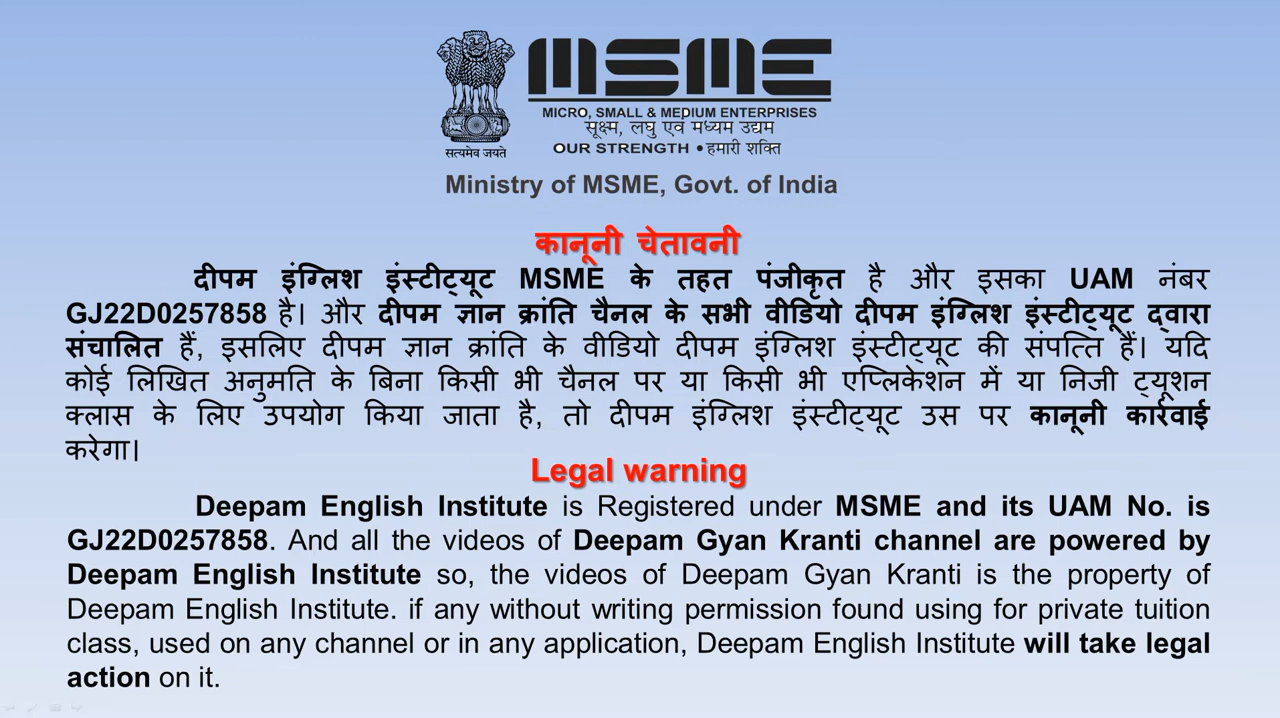 MSME
MICRO, SMALL & MEDIUM ENTERPRISES
सूक्ष्म, लघु एवं मध्यम उद्यम
सत्यमेव जयते
OUR STRENGTH • हमारी शक्ति
Ministry of MSME, Govt. of India
कानूनी चेतावनी
दीपम इंग्लिश इंस्टीट्यूट MSME के तहत पंजीकृत है और इसका UAM नंबर
GJ22D0257858 है। और दीपम ज्ञान क्रांति चैनल के सभी वीडियो दीपम इंग्लिश इंस्टीट्यूट द्वारा
संचालित हैं, इसलिए दीपम ज्ञान क्रांति के वीडियो दीपम इंग्लिश इंस्टीट्यूट की संपत्ति हैं। यदि
कोई लिखित अनुमति के बिना किसी भी चैनल पर या किसी भी एप्लिकेशन में या निजी ट्यूशन
क्लास के लिए उपयोग किया जाता है, तो दीपम इंग्लिश इंस्टीट्यूट उस पर कानूनी कार्रवाई
करेगा।
Legal warning
Deepam English Institute is Registered under MSME and its UAM No. is
GJ22D0257858. And all the videos of Deepam Gyan Kranti channel are powered by
Deepam English Institute so, the videos of Deepam Gyan Kranti is the property of
Deepam English Institute. if any without writing permission found using for private tuition
class, used on any channel or in any application, Deepam English Institute will take legal
action on it.